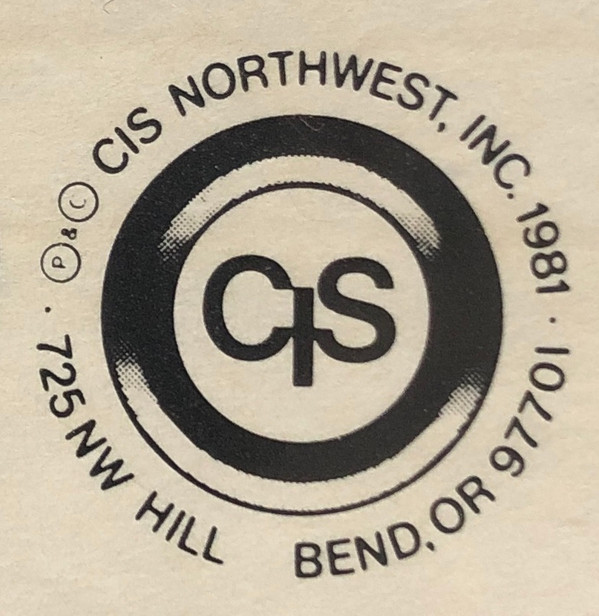 Ⓟ & Ⓒ CIS NORTHWEST, INC. 1981 ·
· 725 NW HILL BEND, OR 97701
CIS